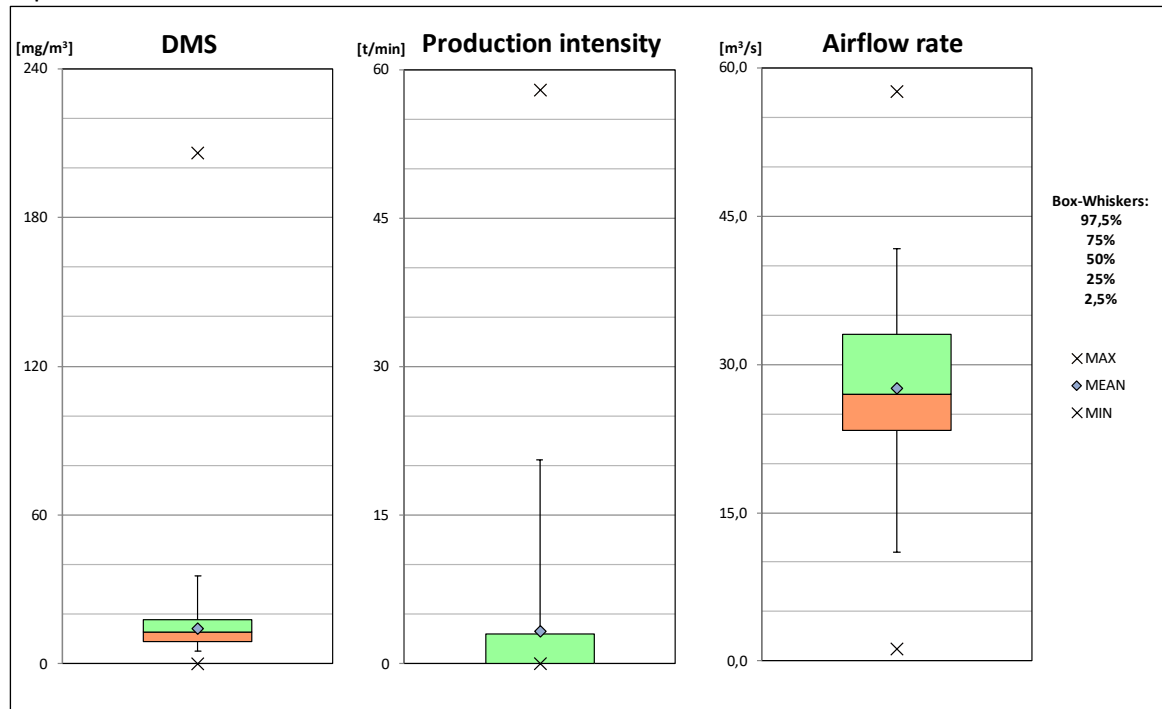 DMS
[mg/m³]
240
180
120
60
0
Production intensity
[t/min]
60
45
30
15
0
Airflow rate
[m³/s]
60,0
45,0
30,0
15,0
0,0
Box-Whiskers:
97,5%
75%
50%
25%
2,5%
MAX
MEAN
MIN